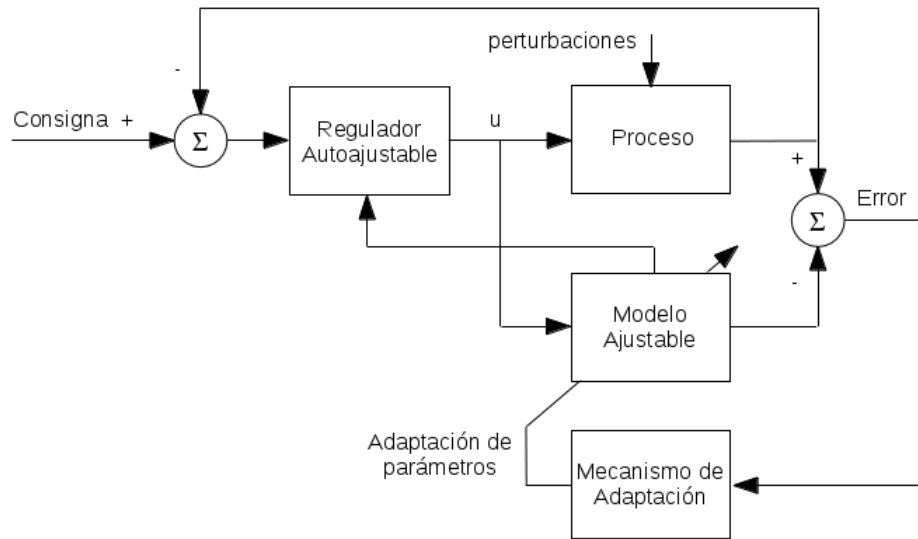 perturbaciones
-
Consigna +
Σ
Regulador
Autoajustable
u
Proceso
+
Error
Σ
-
Modelo
Ajustable
Adaptación de
parámetros
Mecanismo de
Adaptación